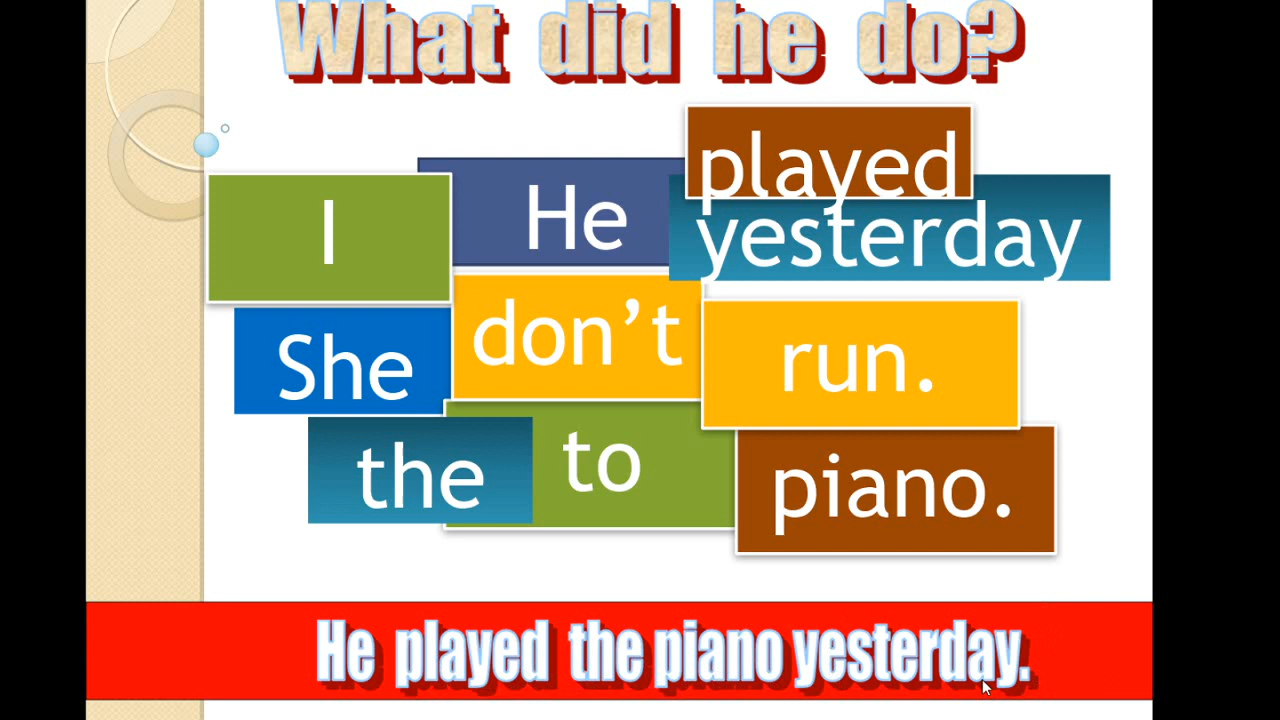 What did he do?
played
I He yesterday
She don’t run.
the to piano.
He played the piano yesterday.